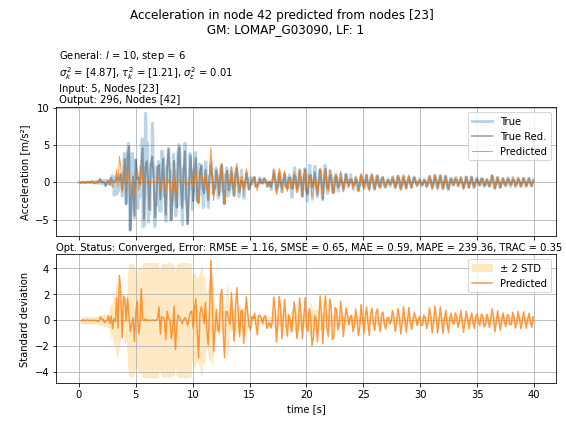 Acceleration in node 42 predicted from nodes [23]
GM: LOMAP_G03090, LF: 1
General: l = 10, step = 6
σ²ₖ = [4.87], τ²ₖ = [1.21], σ²ε = 0.01
Input: 5, Nodes [23]
Output: 296, Nodes [42]
Acceleration [m/s²]
10
5
0
−5
True
True Red.
Predicted
Opt. Status: Converged, Error: RMSE = 1.16, SMSE = 0.65, MAE = 0.59, MAPE = 239.36, TRAC = 0.35
Standard deviation
4
2
0
−2
−4
± 2 STD
Predicted
0 5 10 15 20 25 30 35 40
time [s]